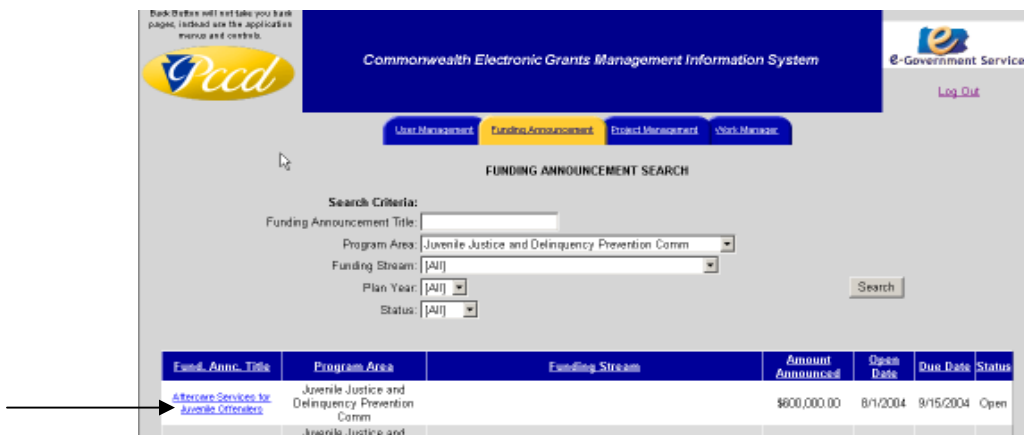 Back Button will not take you back
pages, instead use the application
menus and controls.
Pccd
Commonwealth Electronic Grants Management Information System
e-Government Service
Log Out
User Management
Funding Announcement
Project Management
Work Manager
FUNDING ANNOUNCEMENT SEARCH
Search Criteria:
Funding Announcement Title:
Program Area: Juvenile Justice and Delinquency Prevention Comm
Funding Stream: [All]
Plan Year: [All]
Search
Status: [All]
Fund. Annc. Title Program Area Funding Stream Amount Announced Open Date Due Date Status
Aftercare Services for
Juvenile Offenders
Juvenile Justice and
Delinquency Prevention
Comm
$600,000.00 8/1/2004 9/15/2004 Open
Juvenile Justice and